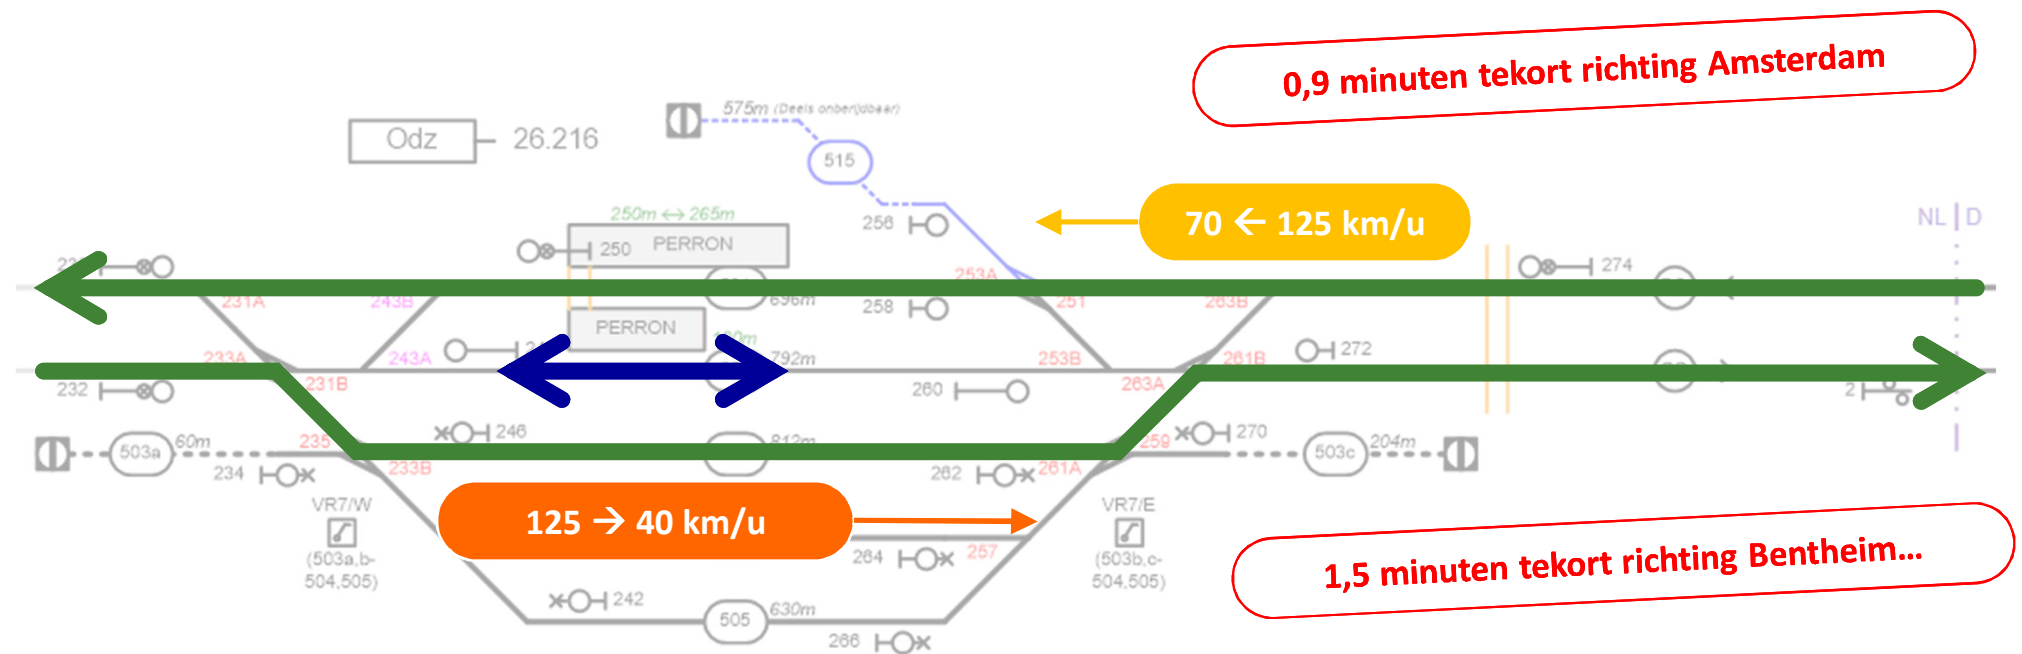 0,9 minuten tekort richting Amsterdam
575m (Deels onberijdbaar)
Odz
26.216
515
250m ↔ 265m
256
70 ← 125 km/u
NL | D
PERRON
250
253A
274
231A
243B
696m
258
251
263B
PERRON
233A
243A
792m
253B
261B
272
232
231B
260
263A
2
503a
60m
235
246
812m
259
270
503c
204m
234
233B
262
261A
VR7/W
125 → 40 km/u
VR7/E
(503a,b-
504,505)
264
257
(503b,c-
504,505)
1,5 minuten tekort richting Bentheim...
242
505
630m
266